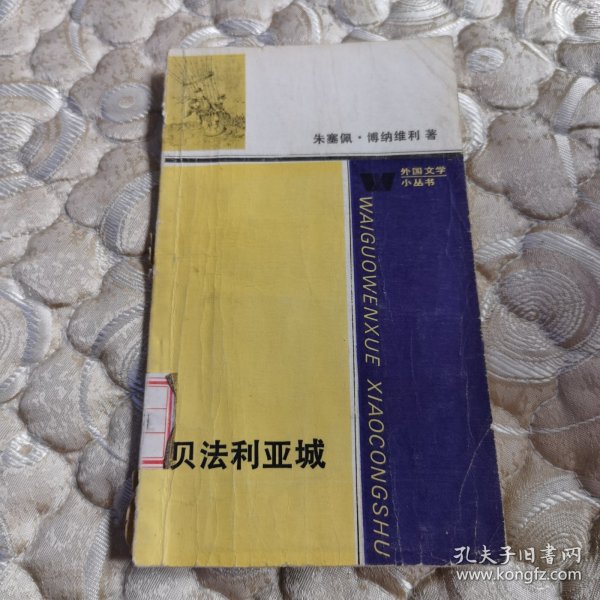 朱塞佩·博纳维利 著
外国文学
小丛书
WAIGUOWENXUE XIAOCONGSHU
贝法利亚城
孔夫子旧书网
www.kongfz.com